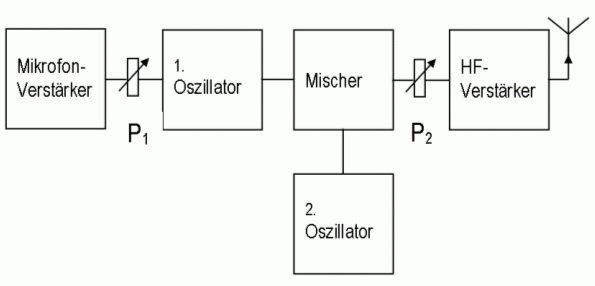 Mikrofon-
Verstärker
P1
1.
Oszillator
Mischer
P2
HF-
Verstärker
2.
Oszillator